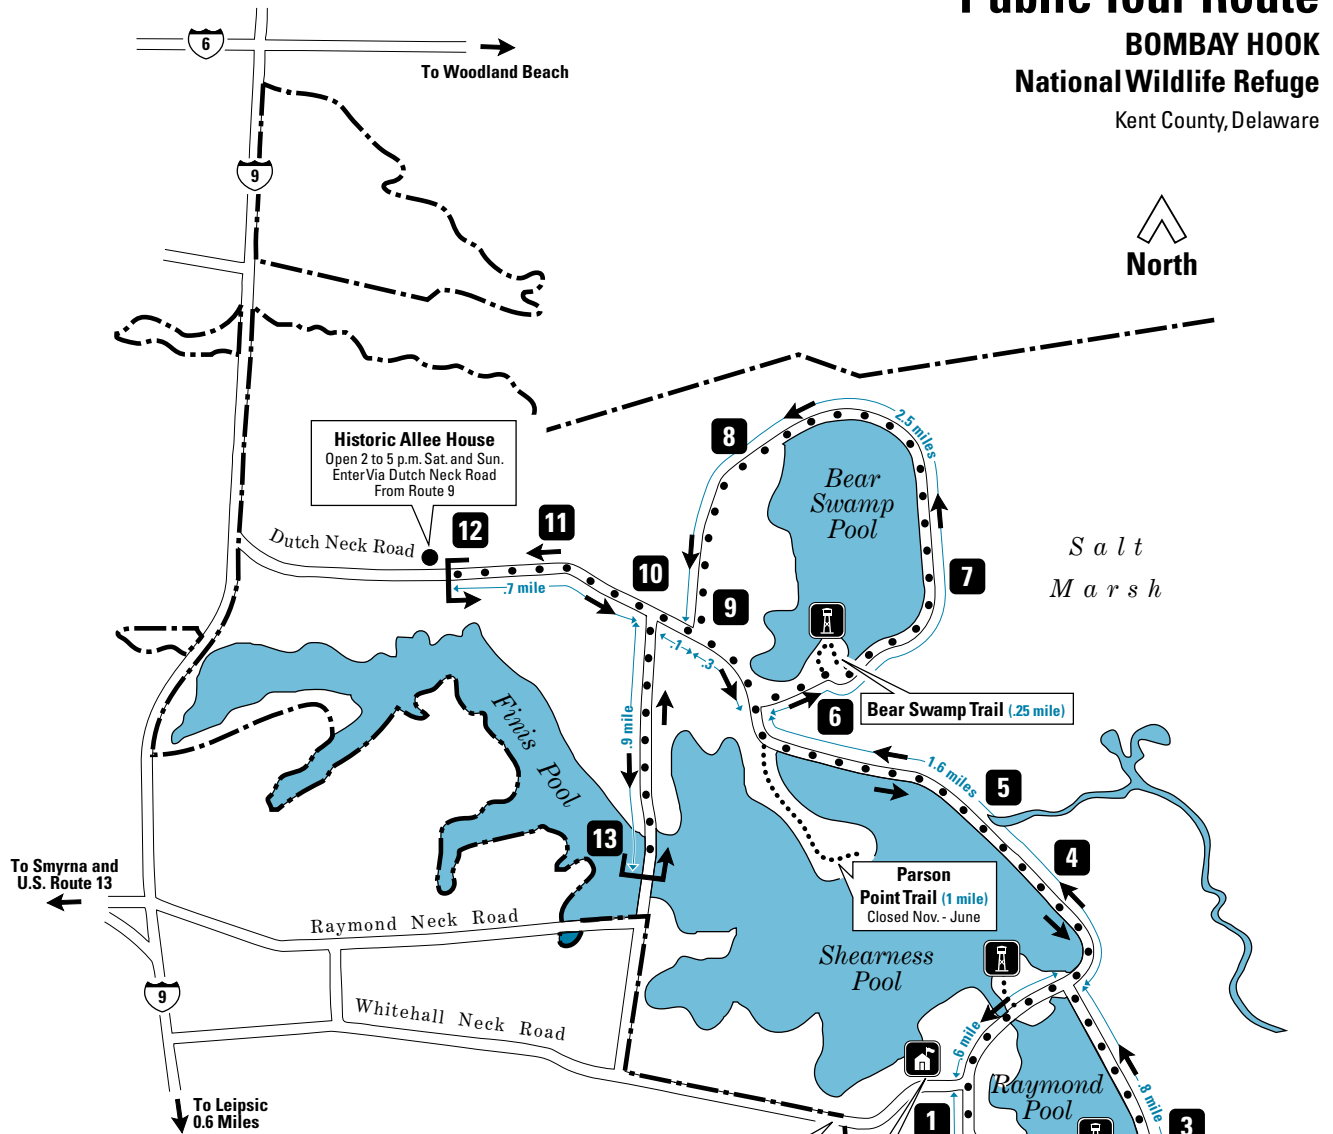 Public Tour Route
BOMBAY HOOK
National Wildlife Refuge
Kent County, Delaware
6
To Woodland Beach
9
North
Historic Allee House
Open 2 to 5 p.m. Sat. and Sun.
Enter Via Dutch Neck Road
From Route 9
8
2.5 miles
Bear
Swamp
Pool
Dutch Neck Road
12
11
10
9
7
Salt
Marsh
.7 mile
.1
.3
6
Bear Swamp Trail (.25 mile)
Finis Pool
.9 mile
1.6 miles
5
13
4
To Smyrna and
U.S. Route 13
Parson
Point Trail (1 mile)
Closed Nov. - June
Raymond Neck Road
Shearness
Pool
9
Whitehall Neck Road
.6 mile
Raymond
Pool
.8 mile
To Leipsic
0.6 Miles
1
3